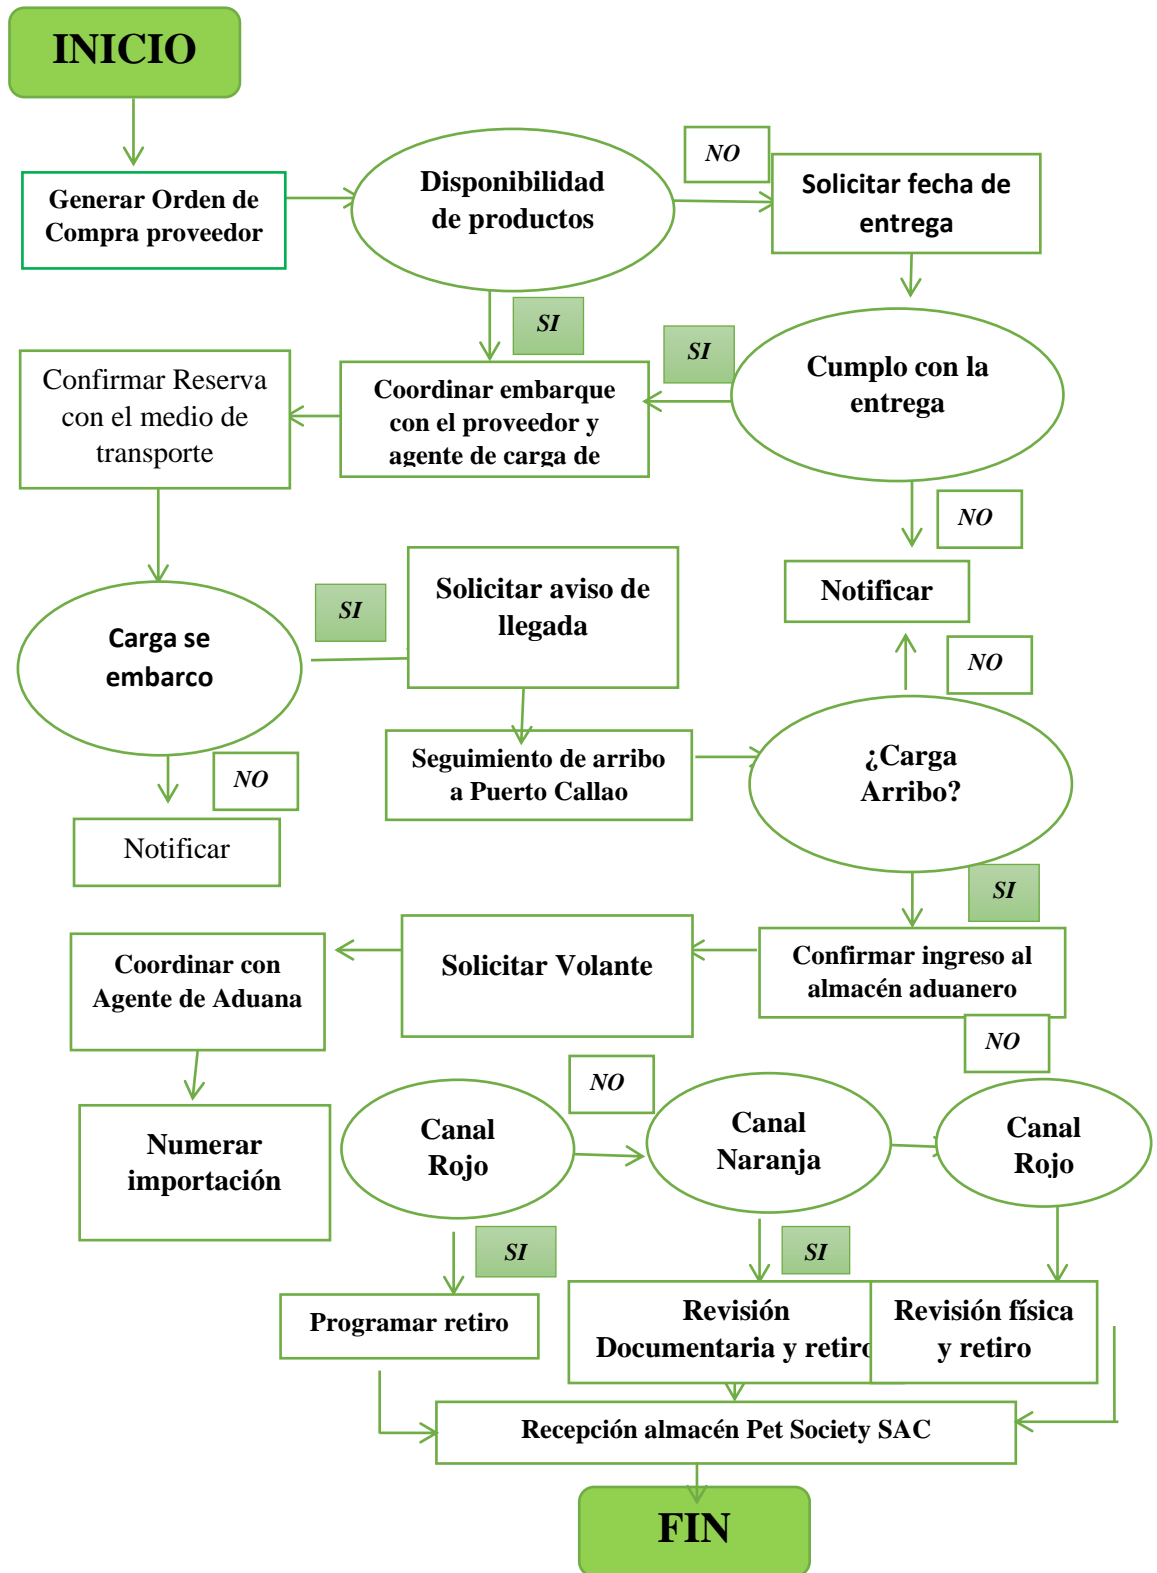 INICIO
Generar Orden de
Compra proveedor
Disponibilidad
de productos
NO
Solicitar fecha de
entrega
SI
SI
Confirmar Reserva
con el medio de
transporte
Coordinar embarque
con el proveedor y
agente de carga de
Cumplo con la
entrega
NO
Notificar
Carga se
embarco
SI
Solicitar aviso de
llegada
NO
NO
Notificar
Seguimiento de arribo
a Puerto Callao
¿Carga
Arribo?
SI
Coordinar con
Agente de Aduana
Solicitar Volante
Confirmar ingreso al
almacén aduanero
NO
NO
Numerar
importación
Canal
Rojo
Canal
Naranja
Canal
Rojo
SI
SI
Programar retiro
Revisión
Documentaria y retiro
Revisión física
y retiro
Recepción almacén Pet Society SAC
FIN